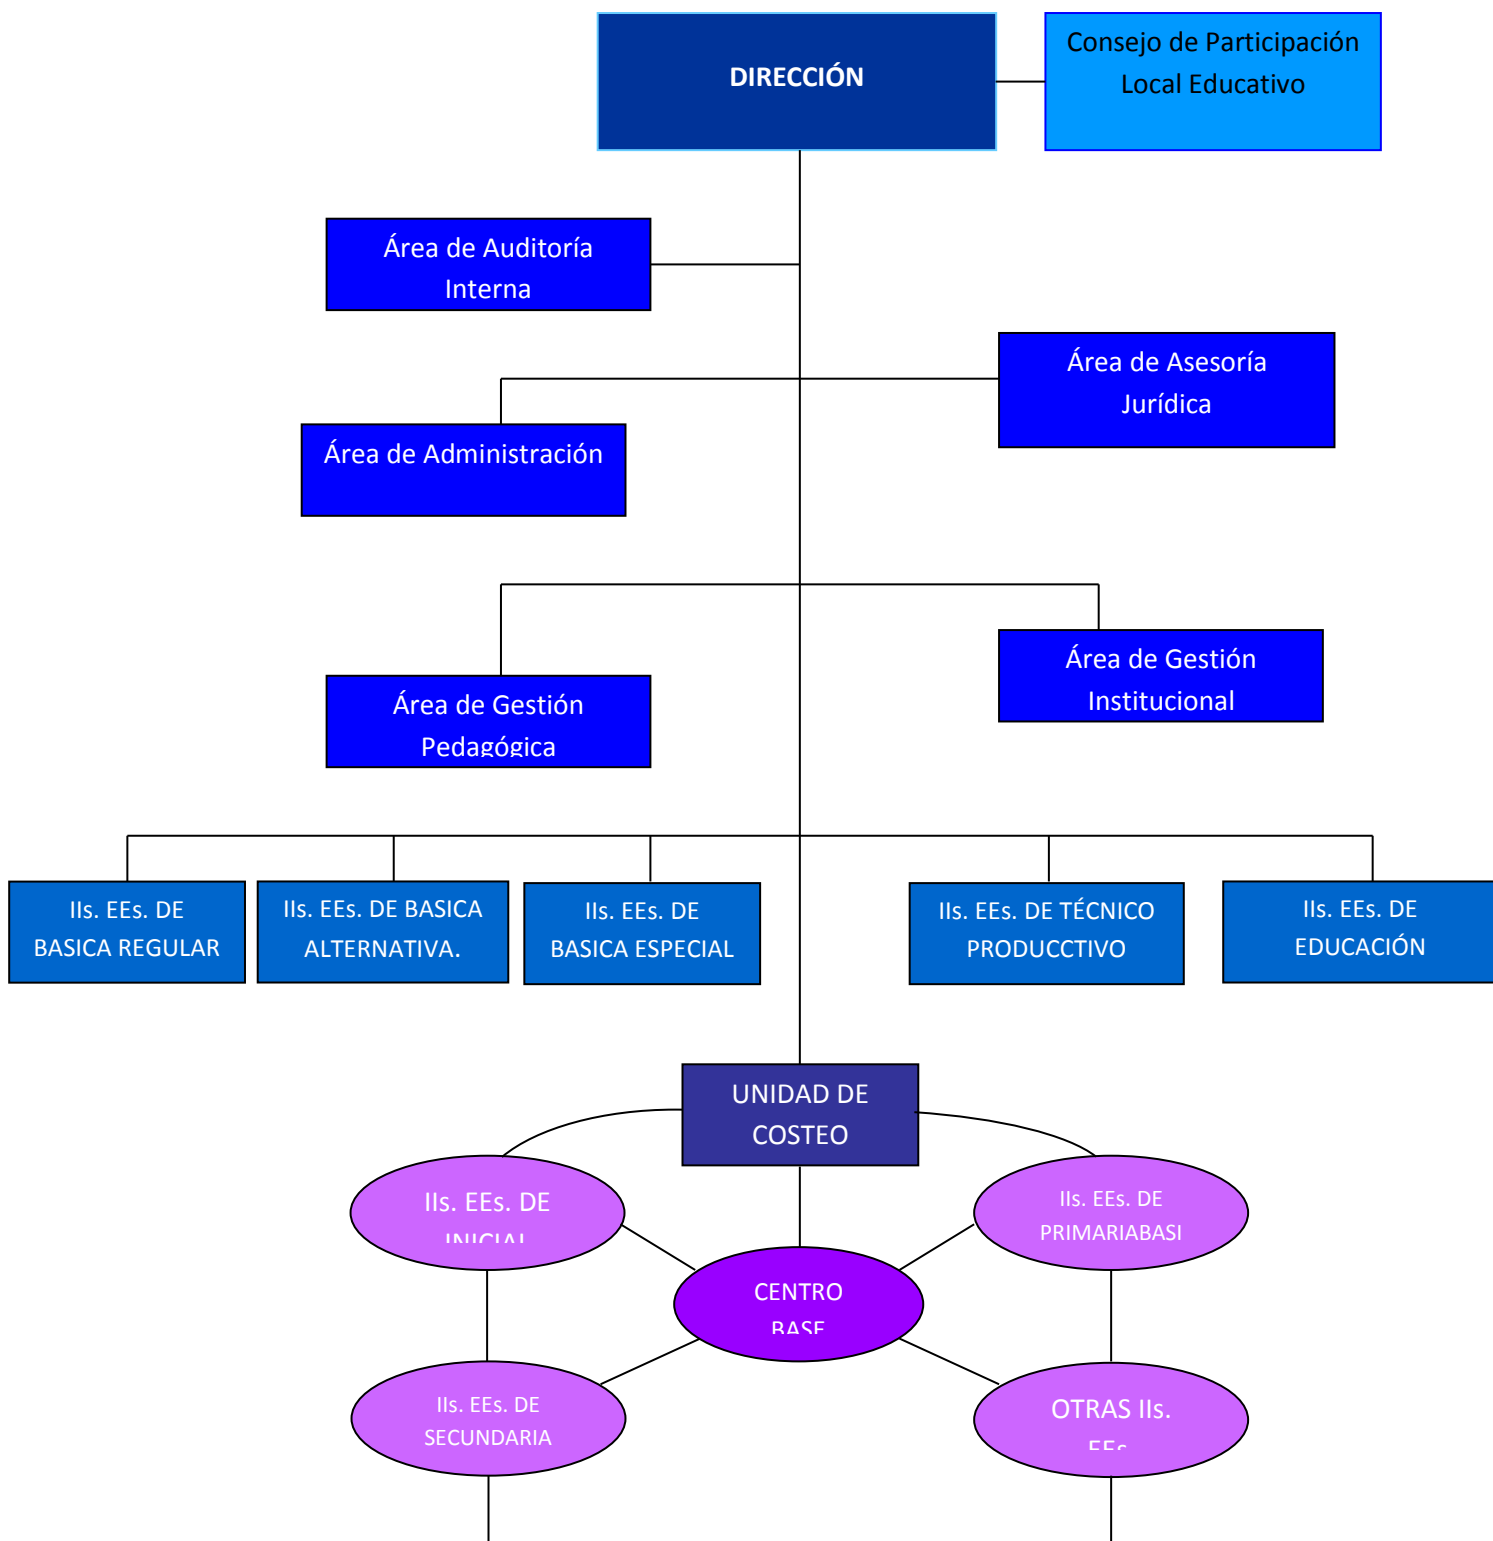 DIRECCIÓN
Consejo de Participación
Local Educativo
Área de Auditoría
Interna
Área de Asesoría
Jurídica
Área de Administración
Área de Gestión
Institucional
Área de Gestión
Pedagógica
IIs. EEs. DE
BASICA REGULAR
IIs. EEs. DE BASICA
ALTERNATIVA.
IIs. EEs. DE
BASICA ESPECIAL
IIs. EEs. DE TÉCNICO
PRODUCCTIVO
IIs. EEs. DE
EDUCACIÓN
UNIDAD DE
COSTEO
IIs. EEs. DE
INICIAL
IIs. EEs. DE
PRIMARIABASI
CENTRO
BASE
IIs. EEs. DE
SECUNDARIA
OTRAS IIs.
EEs